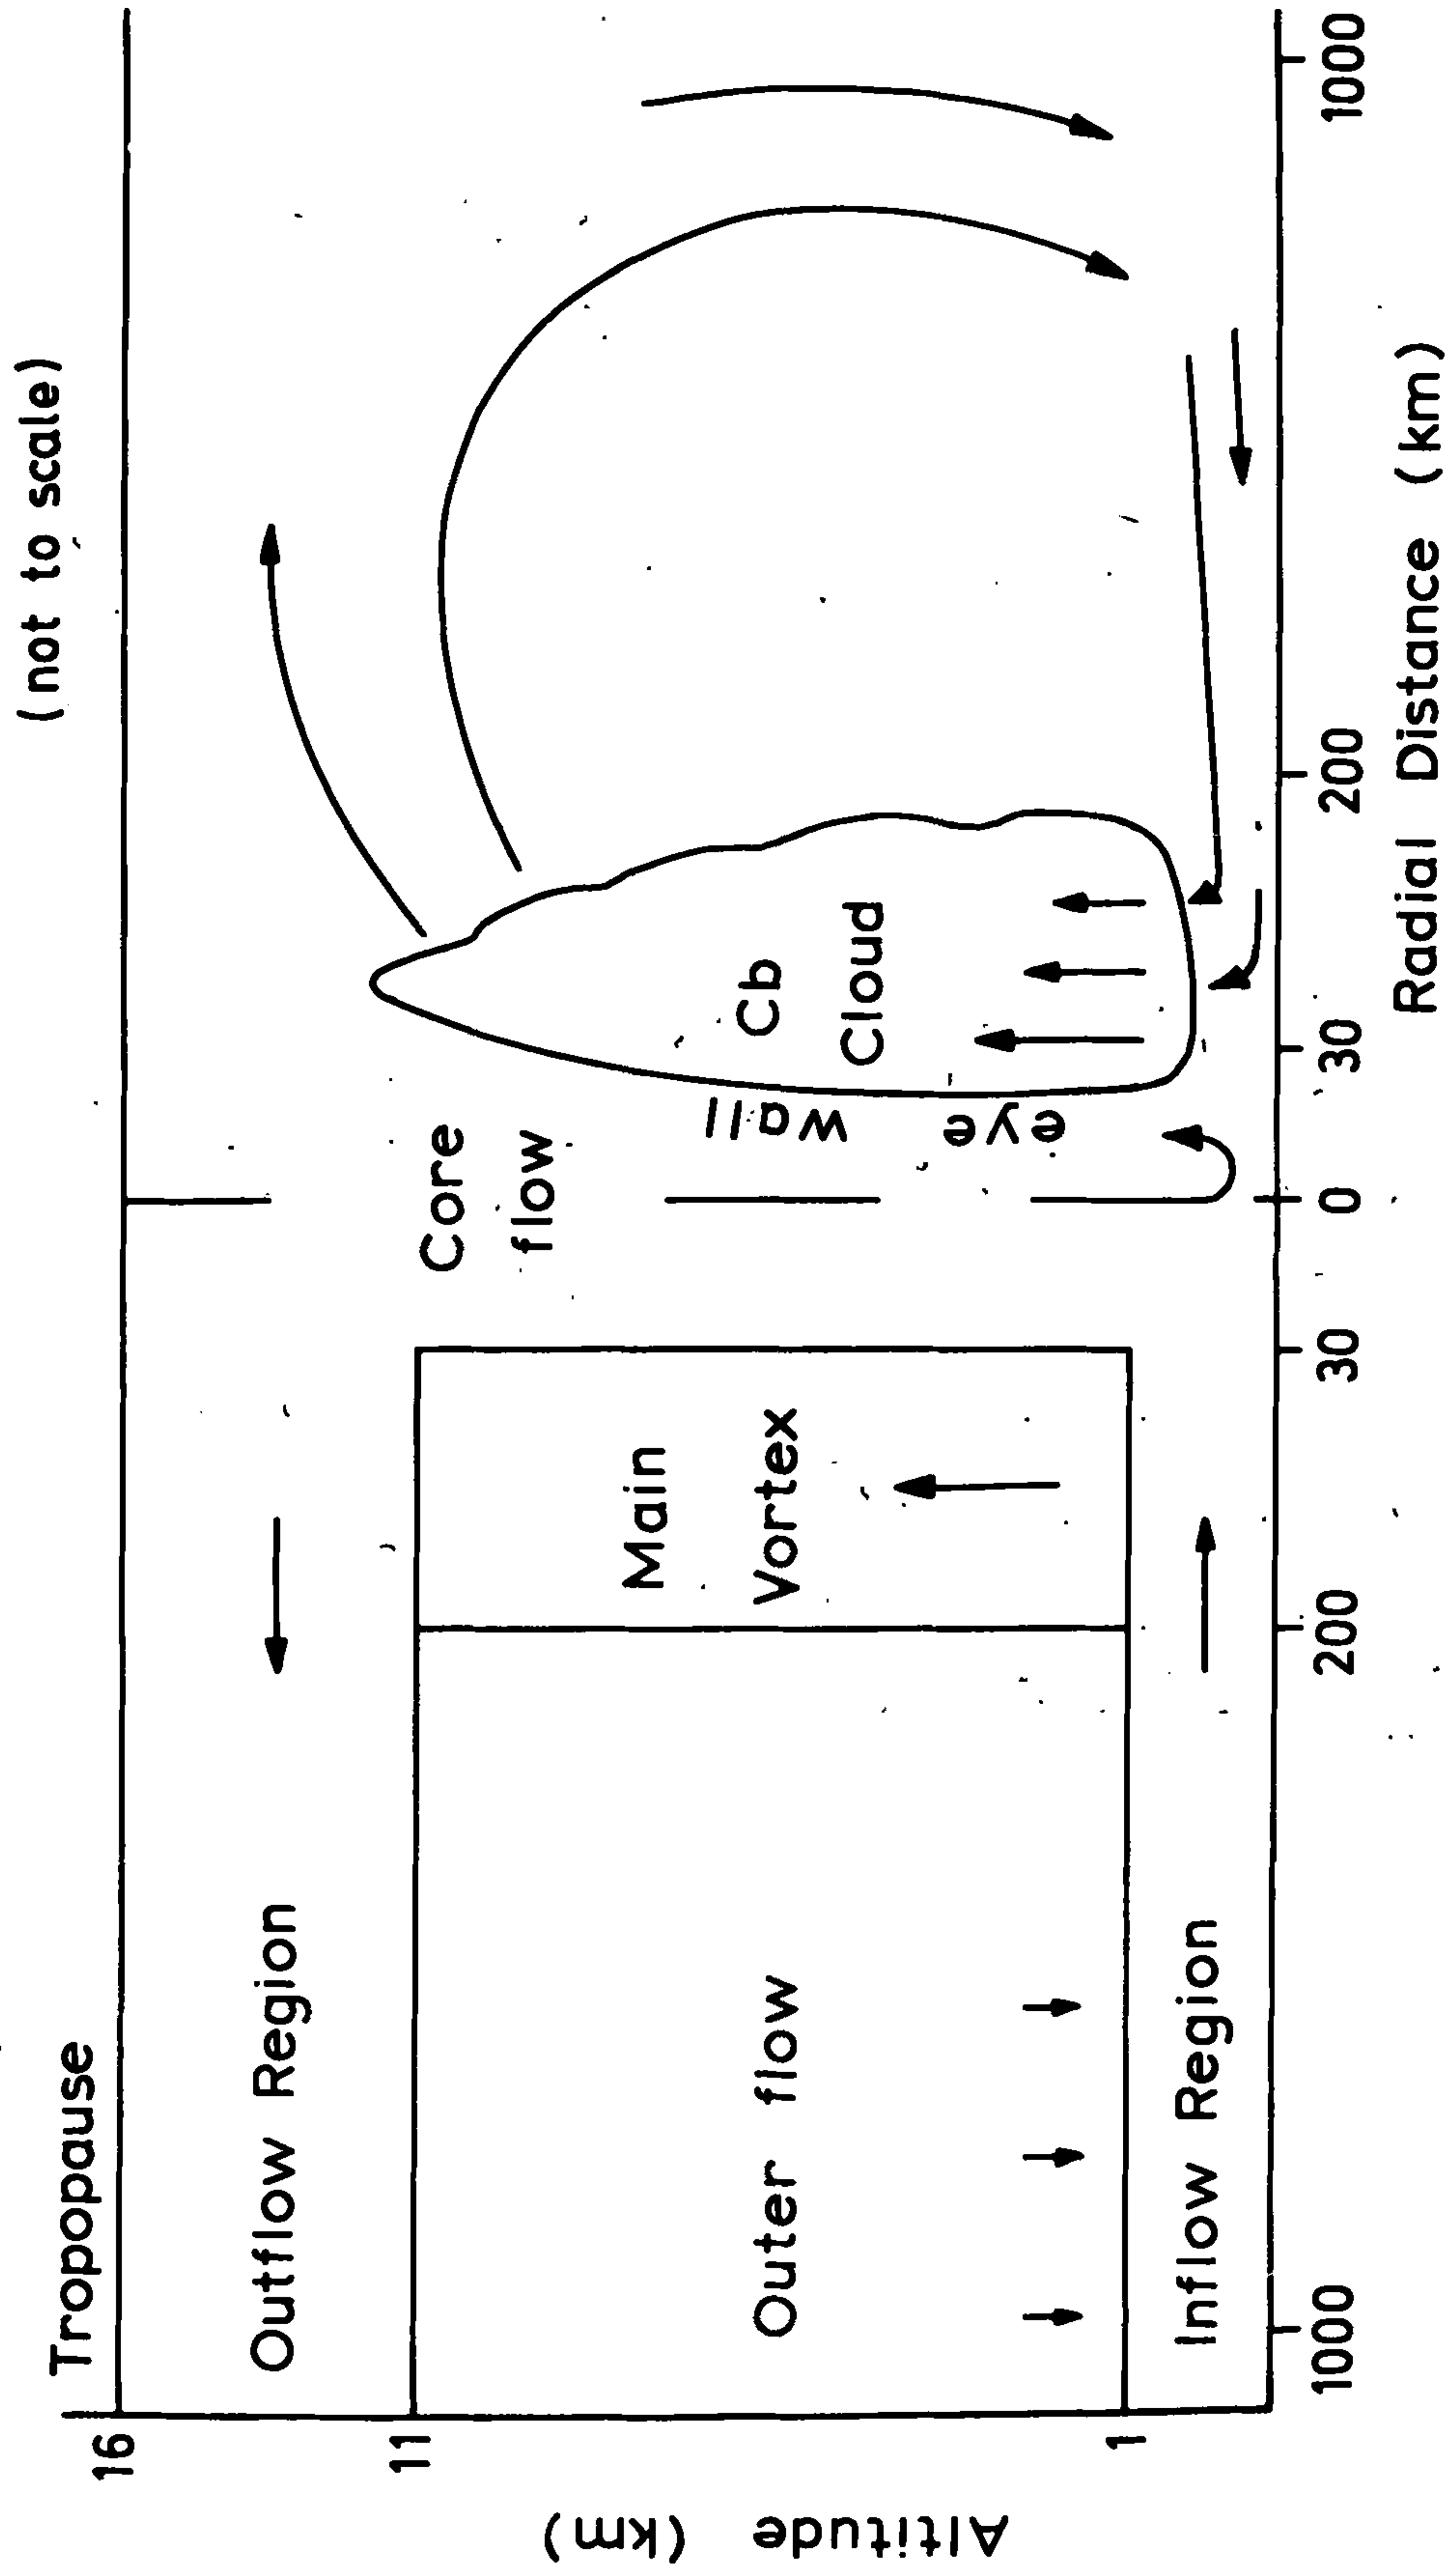 (not to scale)
Tropopause
16
Outflow Region
11
Altitude (km)
Outer flow
Main
Vortex
Core
flow
eye wall
Cb
Cloud
1
Inflow Region
1000 200 30 0 30 200 1000
Radial Distance (km)